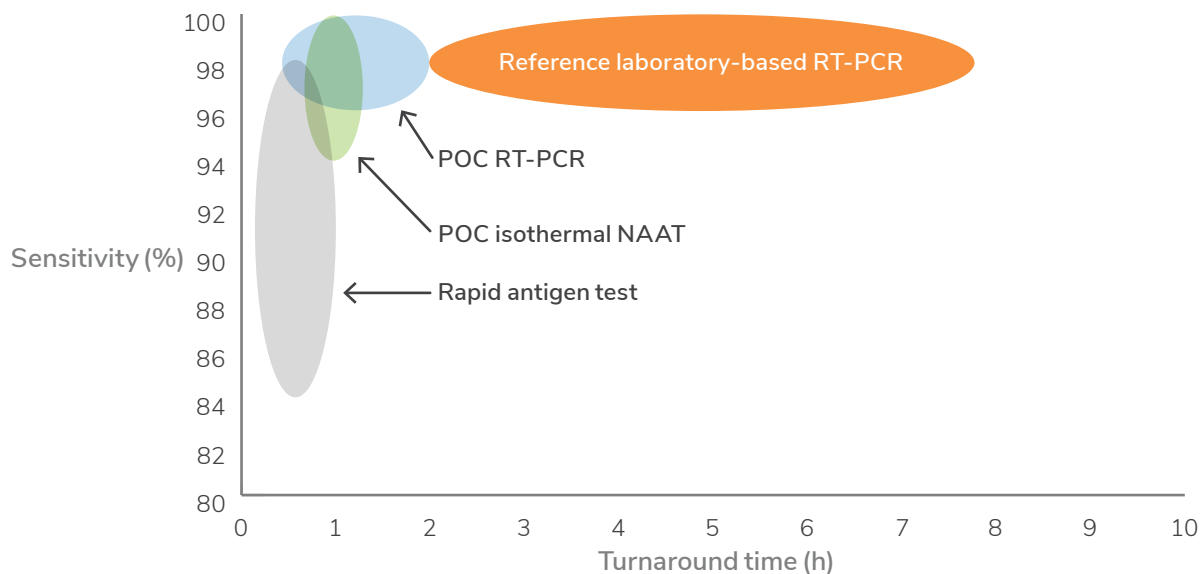 100
Reference laboratory-based RT-PCR
98
96
POC RT-PCR
94
92
POC isothermal NAAT
Sensitivity (%)
90
Rapid antigen test
88
86
84
82
80
0 1 2 3 4 5 6 7 8 9 10
Turnaround time (h)